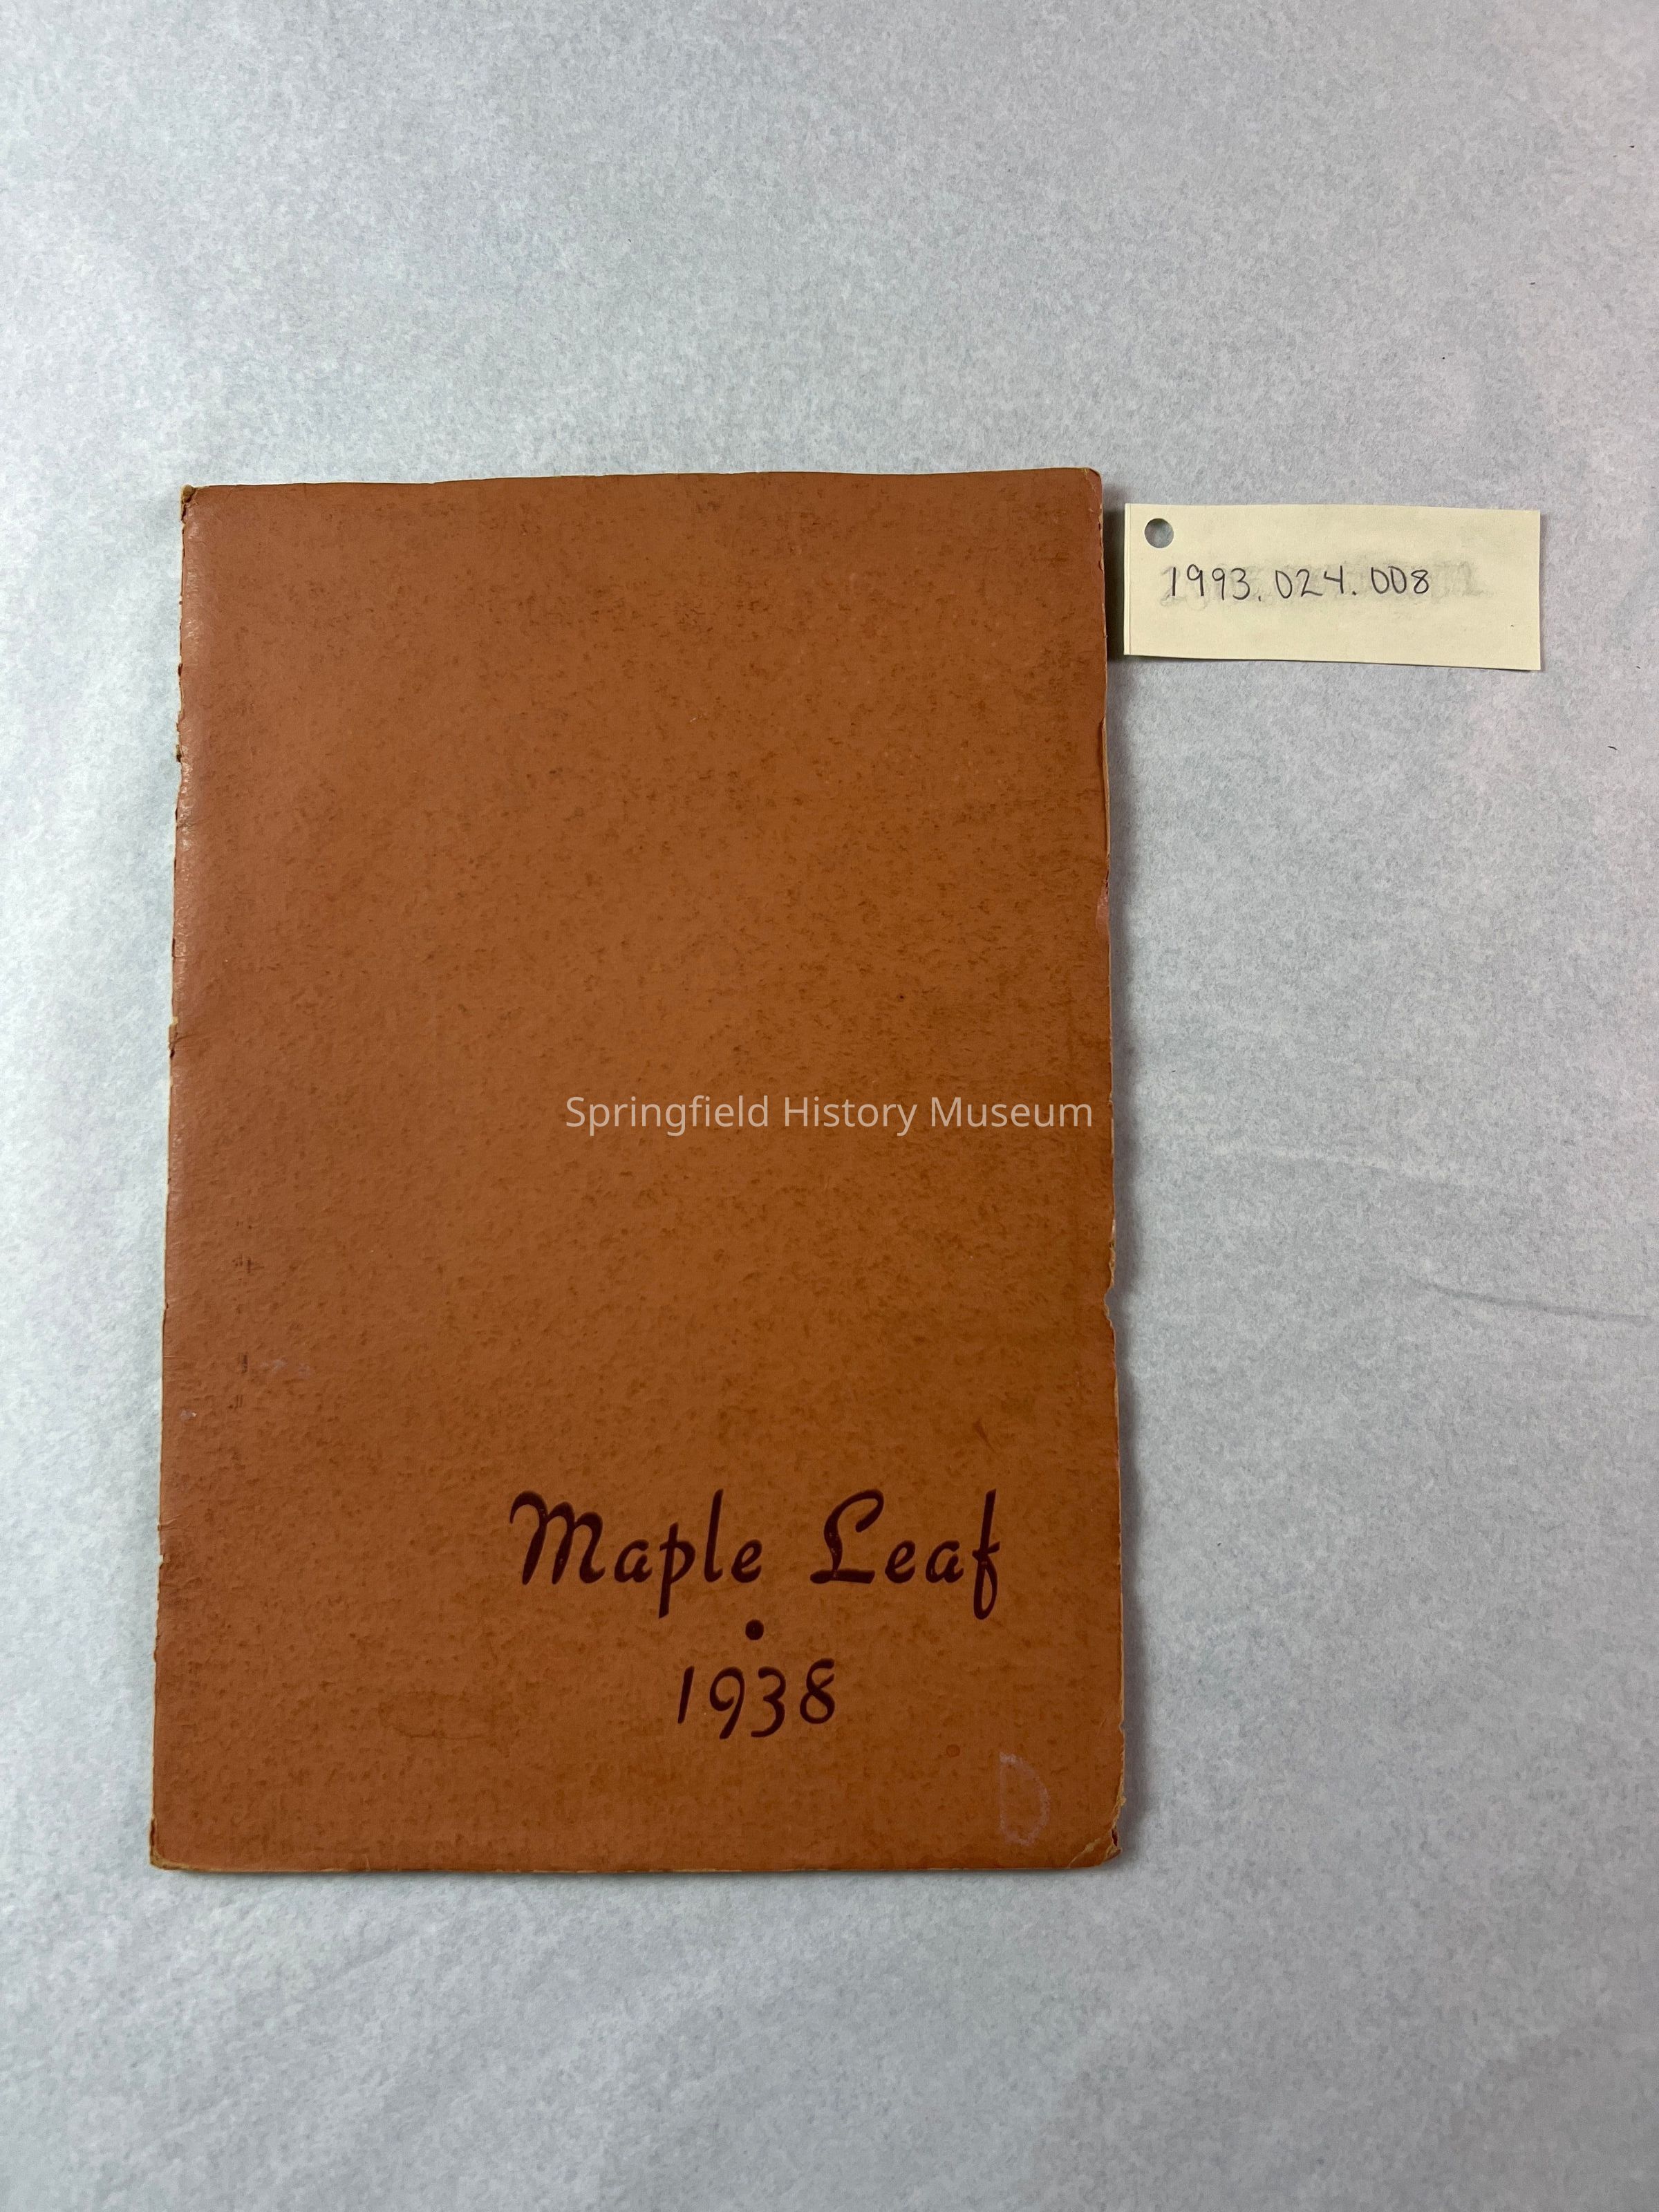 1993.024.008
Springfield History Museum
Maple Leaf
•
1938
D